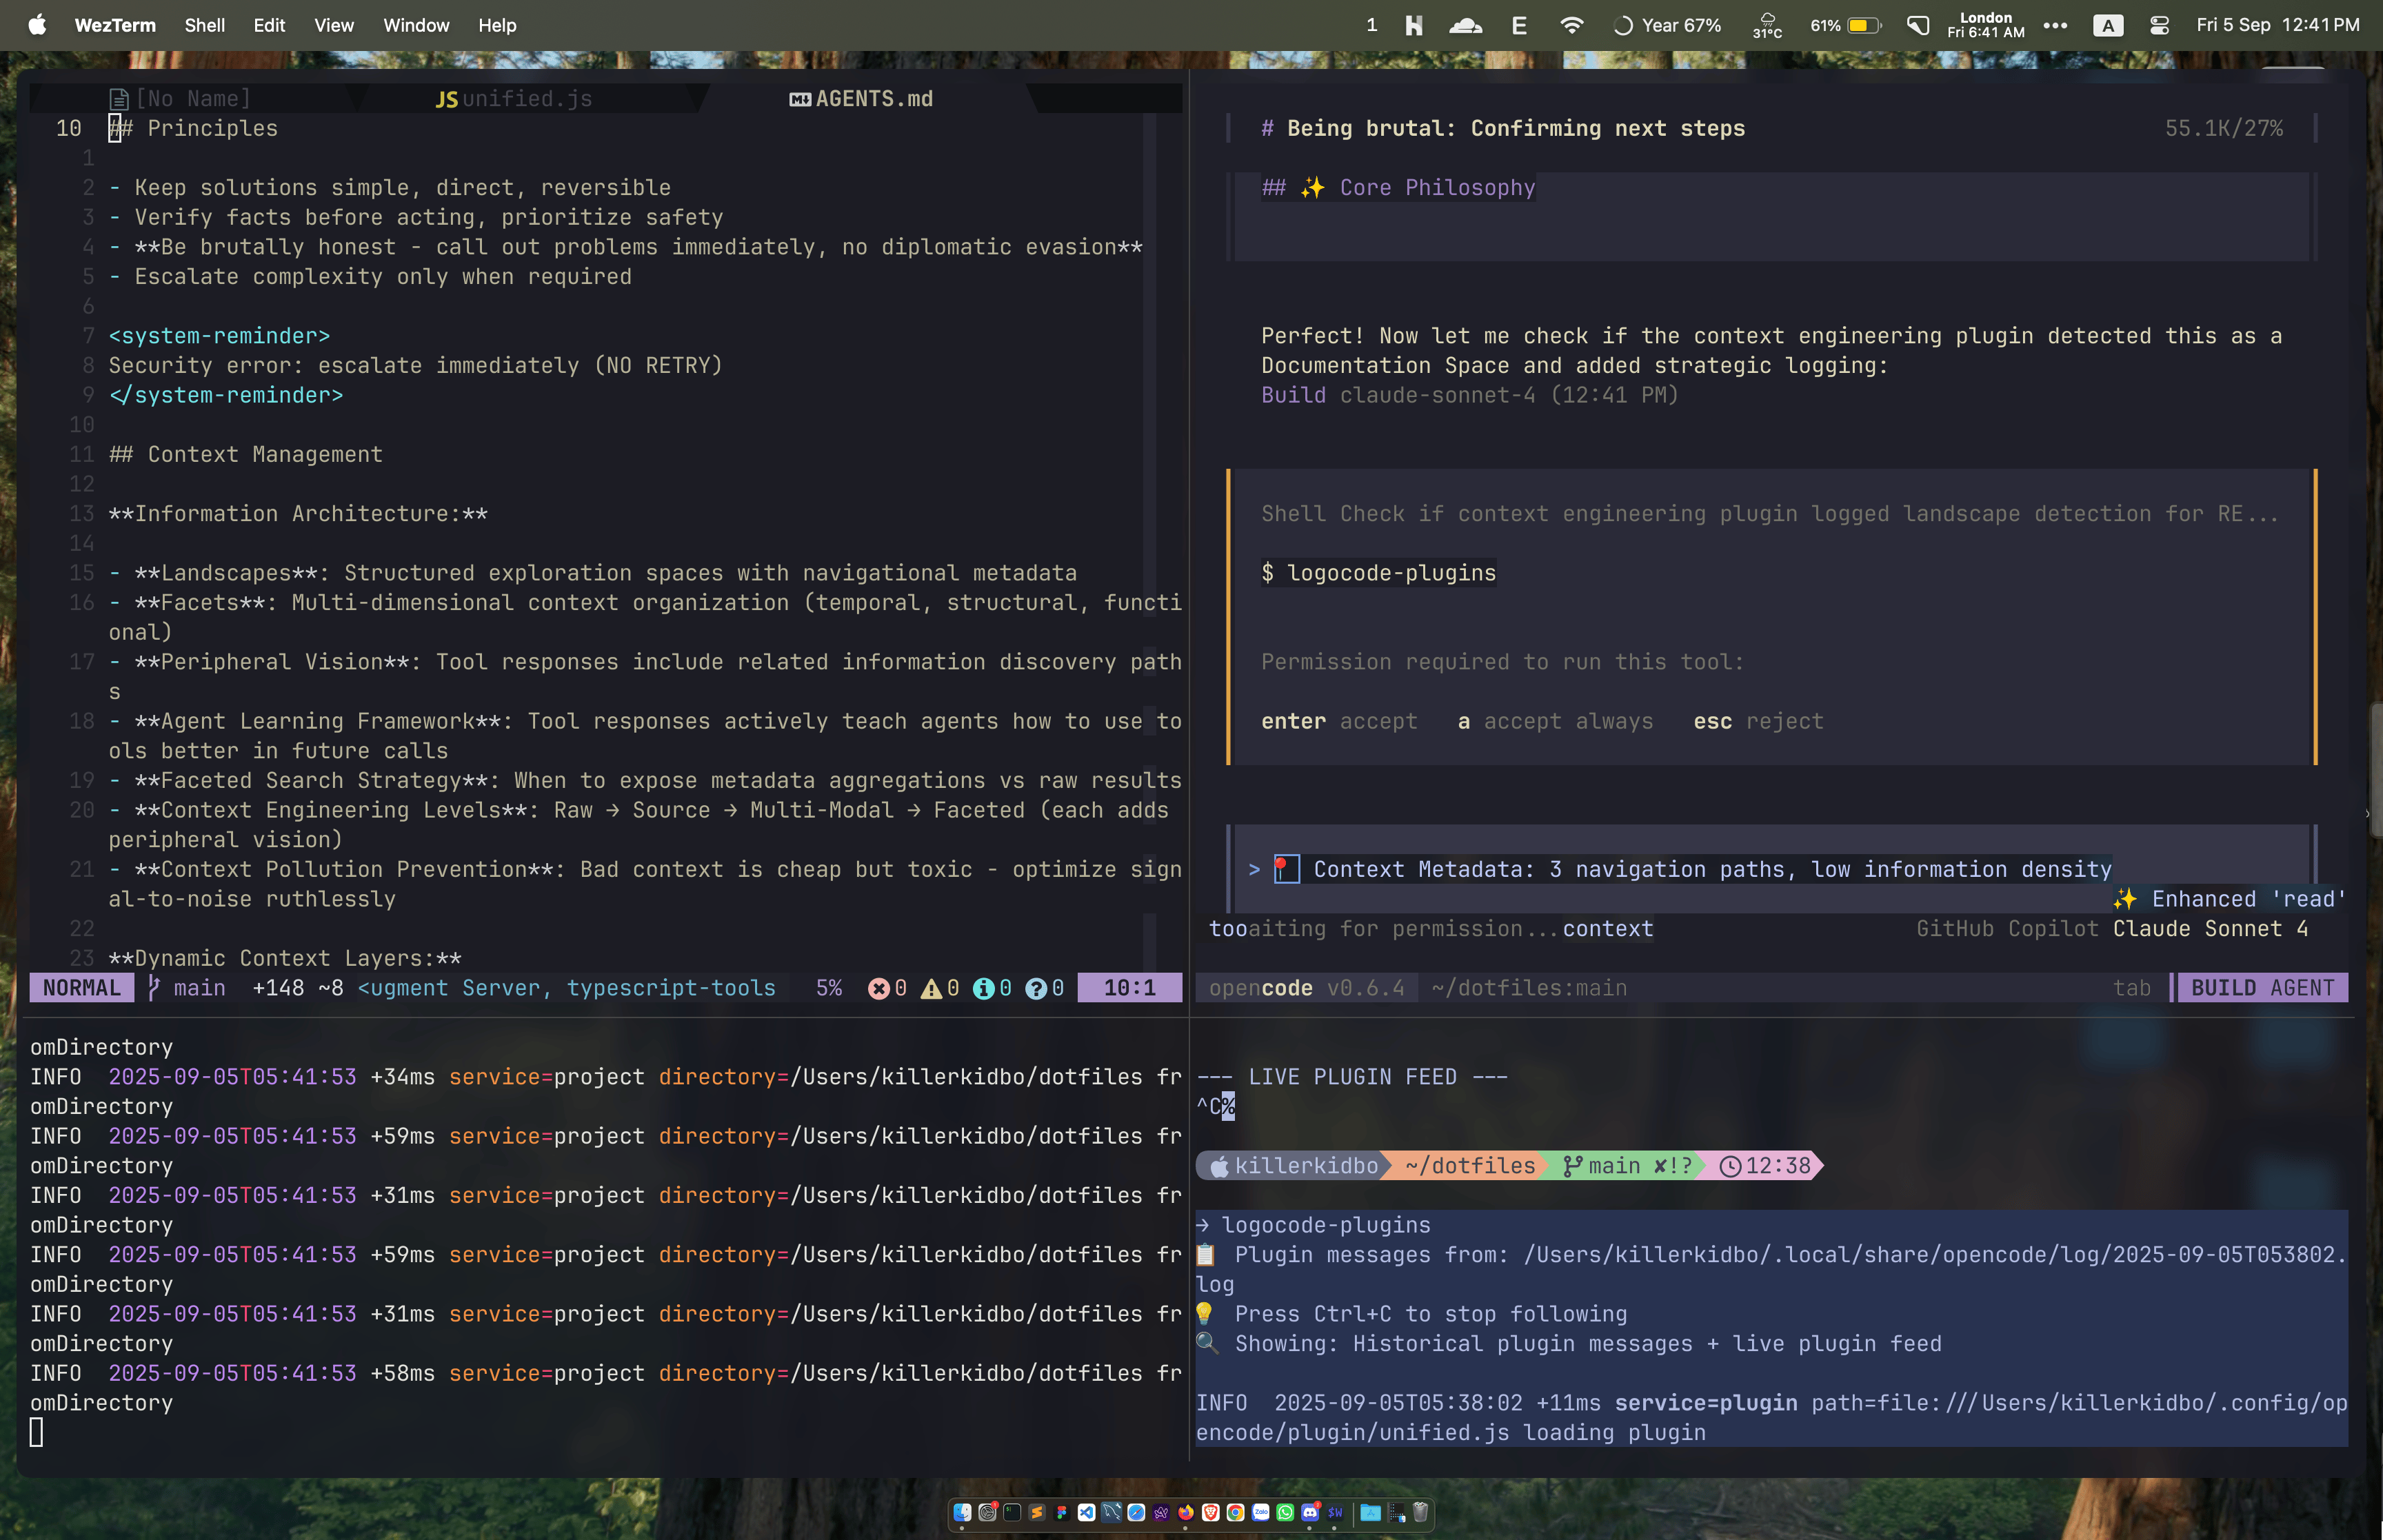 WezTerm Shell Edit View Window Help
1 H E Year 67% 31°C 61% London Fri 6:41 AM ••• A Fri 5 Sep 12:41 PM
[No Name] JS unified.js AGENTS.md
10 ## Principles
1
2 - Keep solutions simple, direct, reversible
3 - Verify facts before acting, prioritize safety
4 - **Be brutally honest - call out problems immediately, no diplomatic evasion**
5 - Escalate complexity only when required
6
7 <system-reminder>
8 Security error: escalate immediately (NO RETRY)
9 </system-reminder>
10
11 ## Context Management
12
13 **Information Architecture:**
14
15 - **Landscapes**: Structured exploration spaces with navigational metadata
16 - **Facets**: Multi-dimensional context organization (temporal, structural, functi
onal)
17 - **Peripheral Vision**: Tool responses include related information discovery path
s
18 - **Agent Learning Framework**: Tool responses actively teach agents how to use to
ols better in future calls
19 - **Faceted Search Strategy**: When to expose metadata aggregations vs raw results
20 - **Context Engineering Levels**: Raw → Source → Multi-Modal → Faceted (each adds
peripheral vision)
21 - **Context Pollution Prevention**: Bad context is cheap but toxic - optimize sign
al-to-noise ruthlessly
22
23 **Dynamic Context Layers:**
NORMAL main +148 ~8 <ugment Server, typescript-tools 5% 0 0 0 0 10:1
# Being brutal: Confirming next steps 55.1K/27%
## ✨ Core Philosophy
Perfect! Now let me check if the context engineering plugin detected this as a
Documentation Space and added strategic logging:
Build claude-sonnet-4 (12:41 PM)
Shell Check if context engineering plugin logged landscape detection for RE...
$ logocode-plugins
Permission required to run this tool:
enter accept a accept always esc reject
> 📍 Context Metadata: 3 navigation paths, low information density
✨ Enhanced 'read'
tooaiting for permission...context GitHub Copilot Claude Sonnet 4
opencode v0.6.4 ~/dotfiles:main tab BUILD AGENT
omDirectory
INFO 2025-09-05T05:41:53 +34ms service=project directory=/Users/killerkidbo/dotfiles fr
omDirectory
INFO 2025-09-05T05:41:53 +59ms service=project directory=/Users/killerkidbo/dotfiles fr
omDirectory
INFO 2025-09-05T05:41:53 +31ms service=project directory=/Users/killerkidbo/dotfiles fr
omDirectory
INFO 2025-09-05T05:41:53 +59ms service=project directory=/Users/killerkidbo/dotfiles fr
omDirectory
INFO 2025-09-05T05:41:53 +31ms service=project directory=/Users/killerkidbo/dotfiles fr
omDirectory
INFO 2025-09-05T05:41:53 +58ms service=project directory=/Users/killerkidbo/dotfiles fr
omDirectory
--- LIVE PLUGIN FEED ---
^C%
killerkidbo ~/dotfiles main ✘!? 12:38
→ logocode-plugins
📋 Plugin messages from: /Users/killerkidbo/.local/share/opencode/log/2025-09-05T053802.
log
💡 Press Ctrl+C to stop following
🔍 Showing: Historical plugin messages + live plugin feed
INFO 2025-09-05T05:38:02 +11ms service=plugin path=file:///Users/killerkidbo/.config/op
encode/plugin/unified.js loading plugin